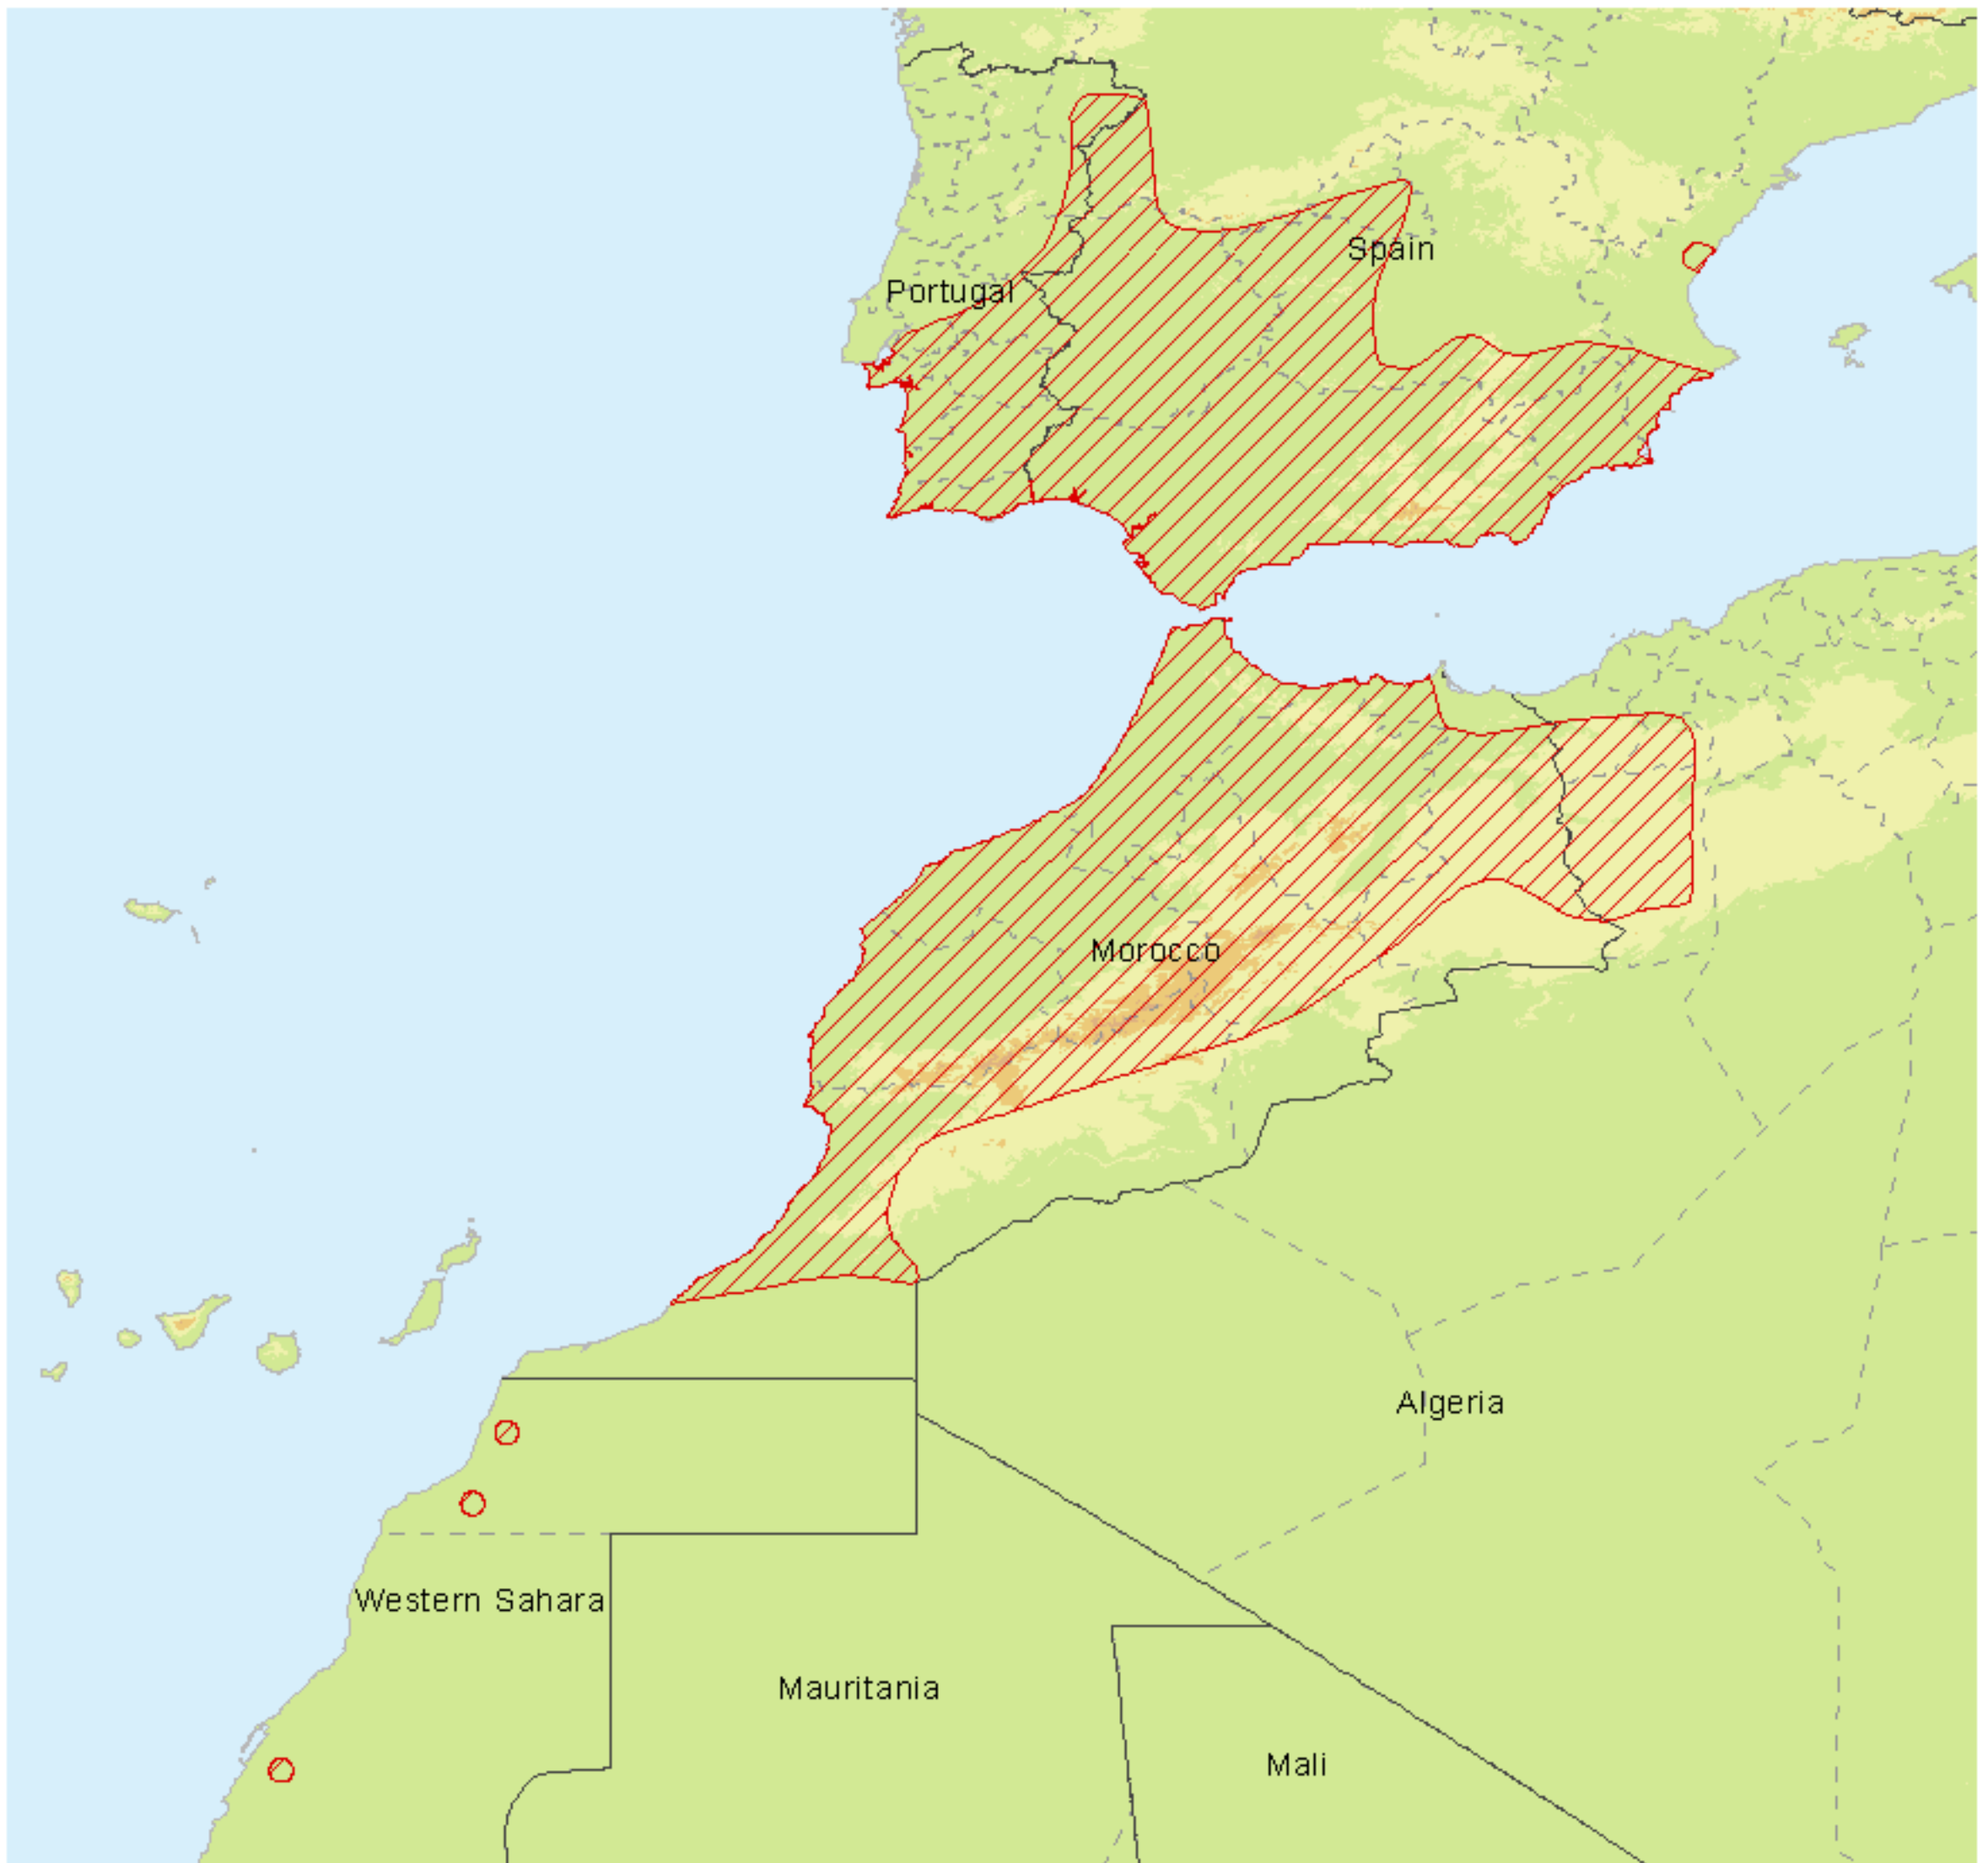 Spain
Portugal
Morocco
Algeria
Western Sahara
Mauritania
Mali